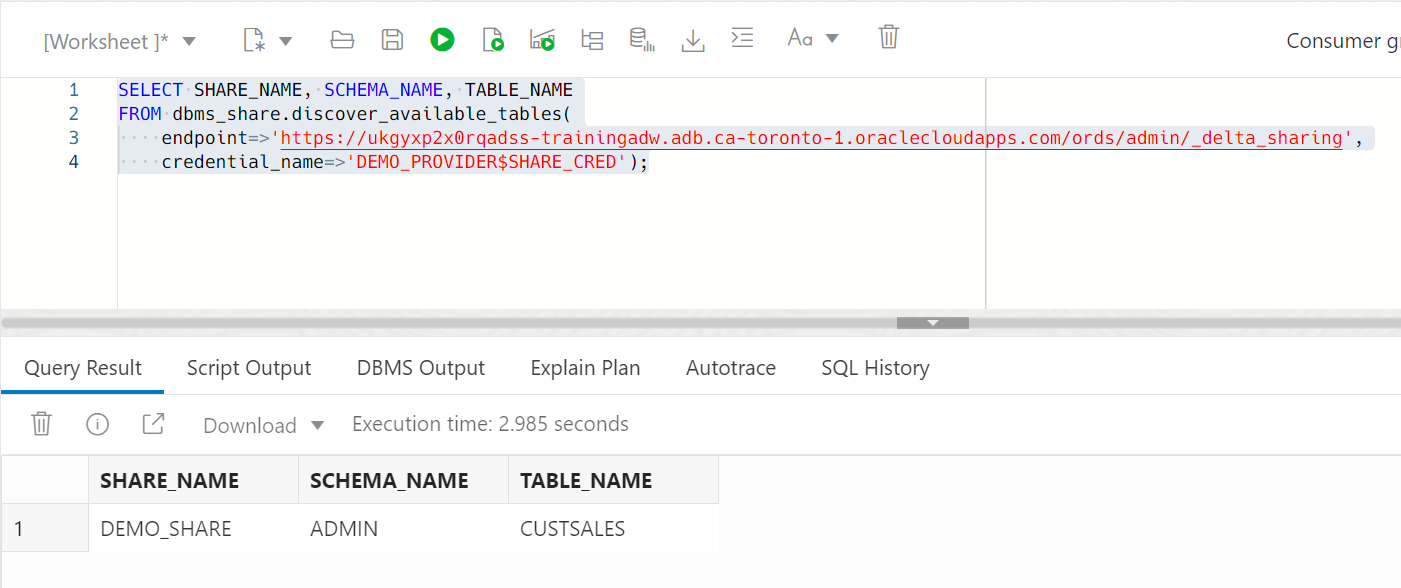 [Worksheet ]*
Aa
Consumer g
1 SELECT SHARE_NAME, SCHEMA_NAME, TABLE_NAME
2 FROM dbms_share.discover_available_tables(
3 endpoint=>'https://ukgyxp2x0rqadss-trainingadw.adb.ca-toronto-1.oraclecloudapps.com/ords/admin/_delta_sharing',
4 credential_name=>'DEMO_PROVIDER$SHARE_CRED');
Query Result Script Output DBMS Output Explain Plan Autotrace SQL History
Download Execution time: 2.985 seconds
SHARE_NAME SCHEMA_NAME TABLE_NAME
1 DEMO_SHARE ADMIN CUSTSALES